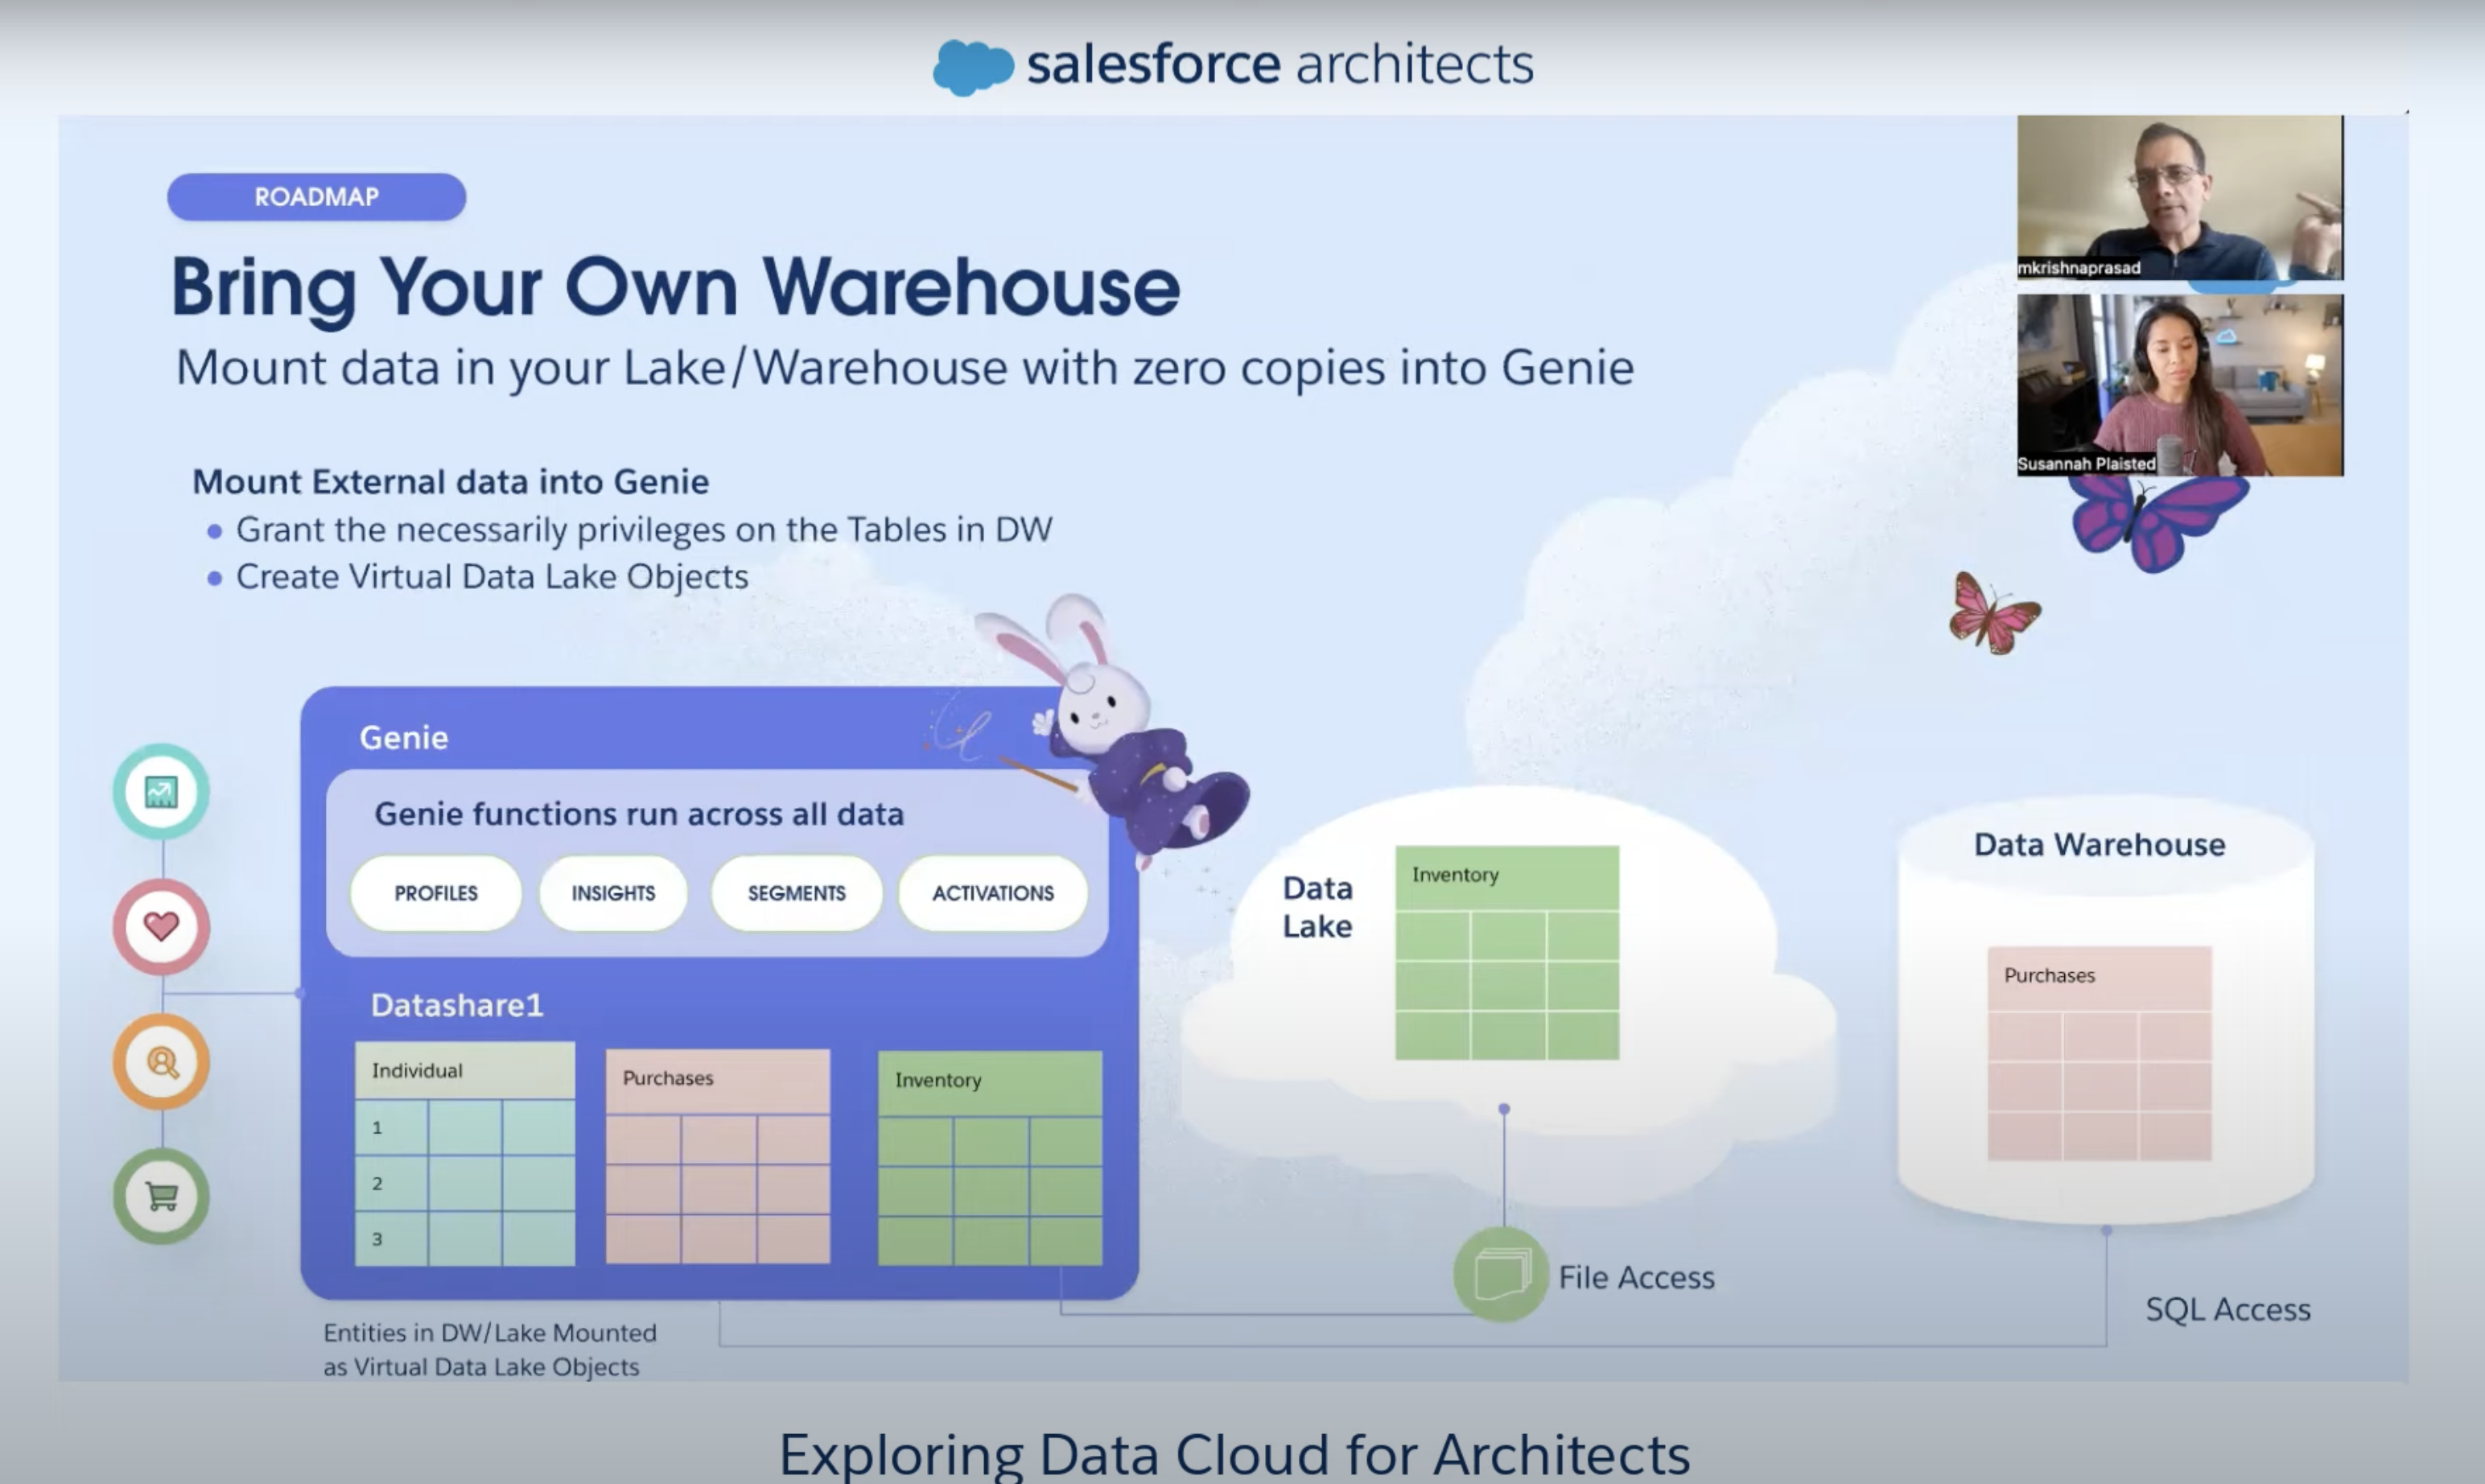 salesforce architects
ROADMAP
Bring Your Own Warehouse
Mount data in your Lake/Warehouse with zero copies into Genie
mkrishnaprasad
Susannah Plaisted
Mount External data into Genie
Grant the necessarily privileges on the Tables in DW
Create Virtual Data Lake Objects
Genie
Genie functions run across all data
PROFILES
INSIGHTS
SEGMENTS
ACTIVATIONS
Datashare1
Individual
1
2
3
Purchases
Inventory
Data
Lake
Inventory
Data Warehouse
Purchases
File Access
SQL Access
Entities in DW/Lake Mounted
as Virtual Data Lake Objects
Exploring Data Cloud for Architects